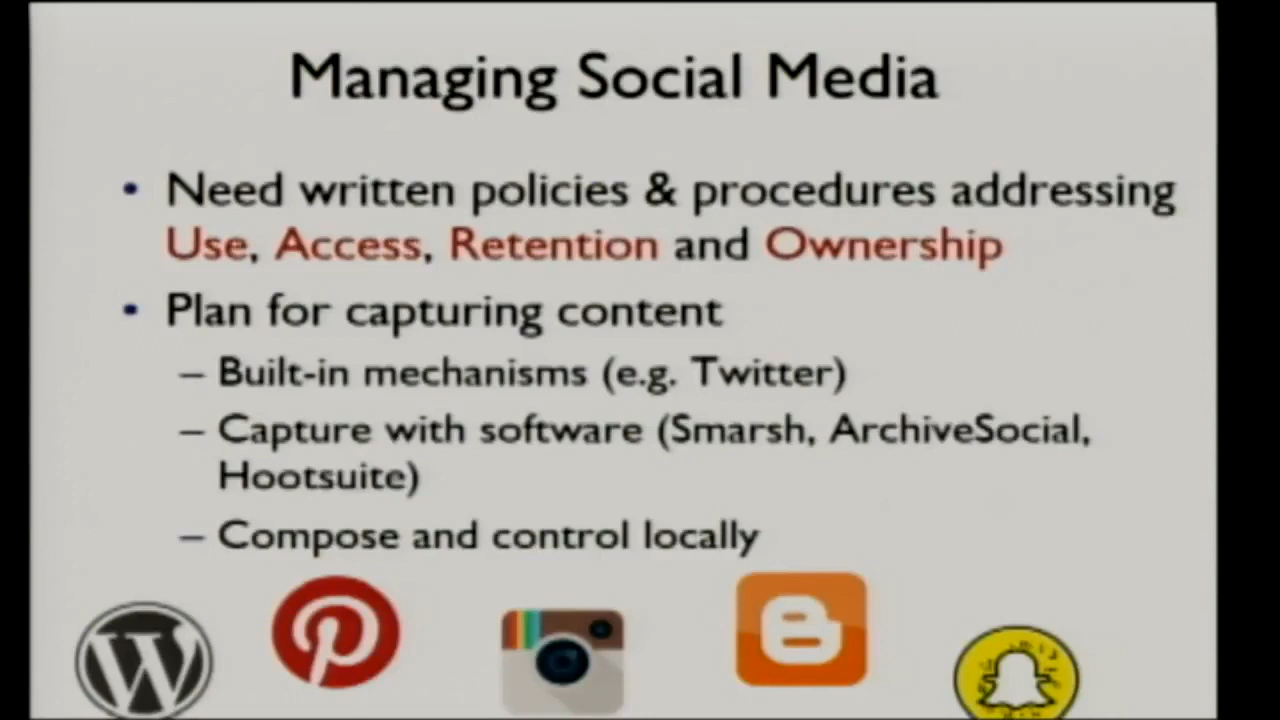 Managing Social Media
• Need written policies & procedures addressing
Use, Access, Retention and Ownership
• Plan for capturing content
– Built-in mechanisms (e.g. Twitter)
– Capture with software (Smarsh, ArchiveSocial,
Hootsuite)
– Compose and control locally